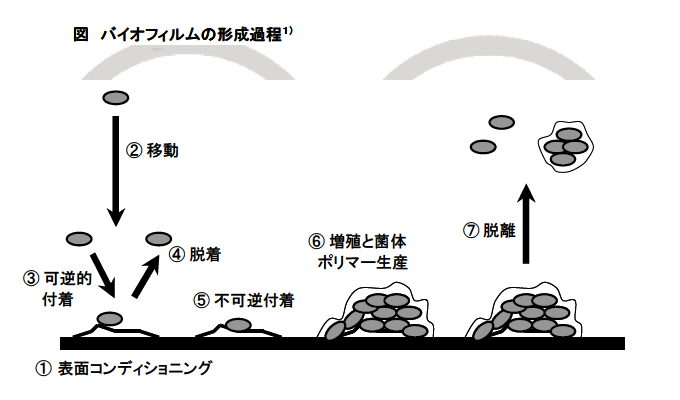 図 バイオフィルムの形成過程1)
② 移動
④ 脱着
③ 可逆的
付着
⑤ 不可逆付着
⑥ 増殖と菌体
ポリマー生産
⑦ 脱離
① 表面コンディショニング